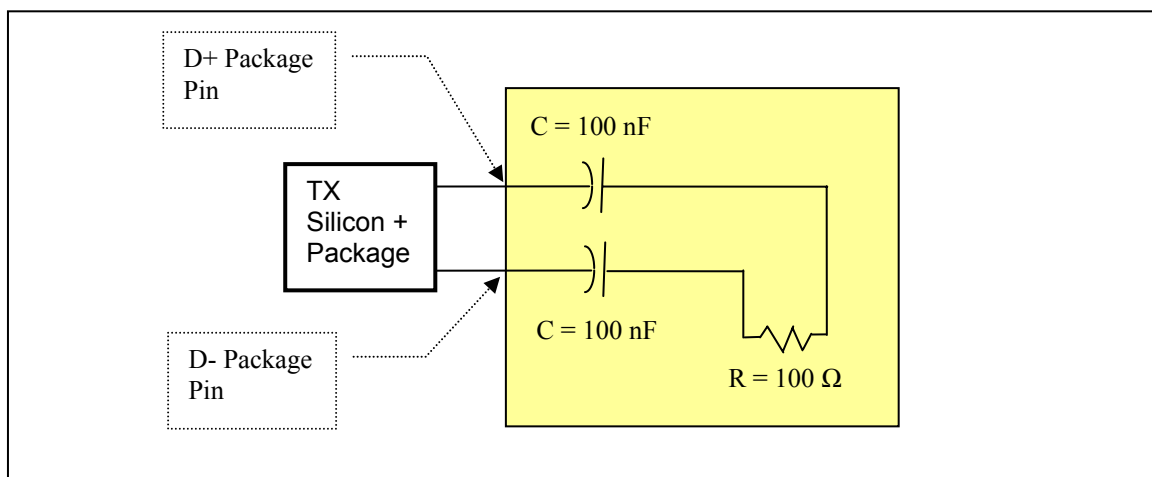 D+ Package
Pin
C = 100 nF
TX
Silicon +
Package
C = 100 nF
D- Package
Pin
R = 100 Ω